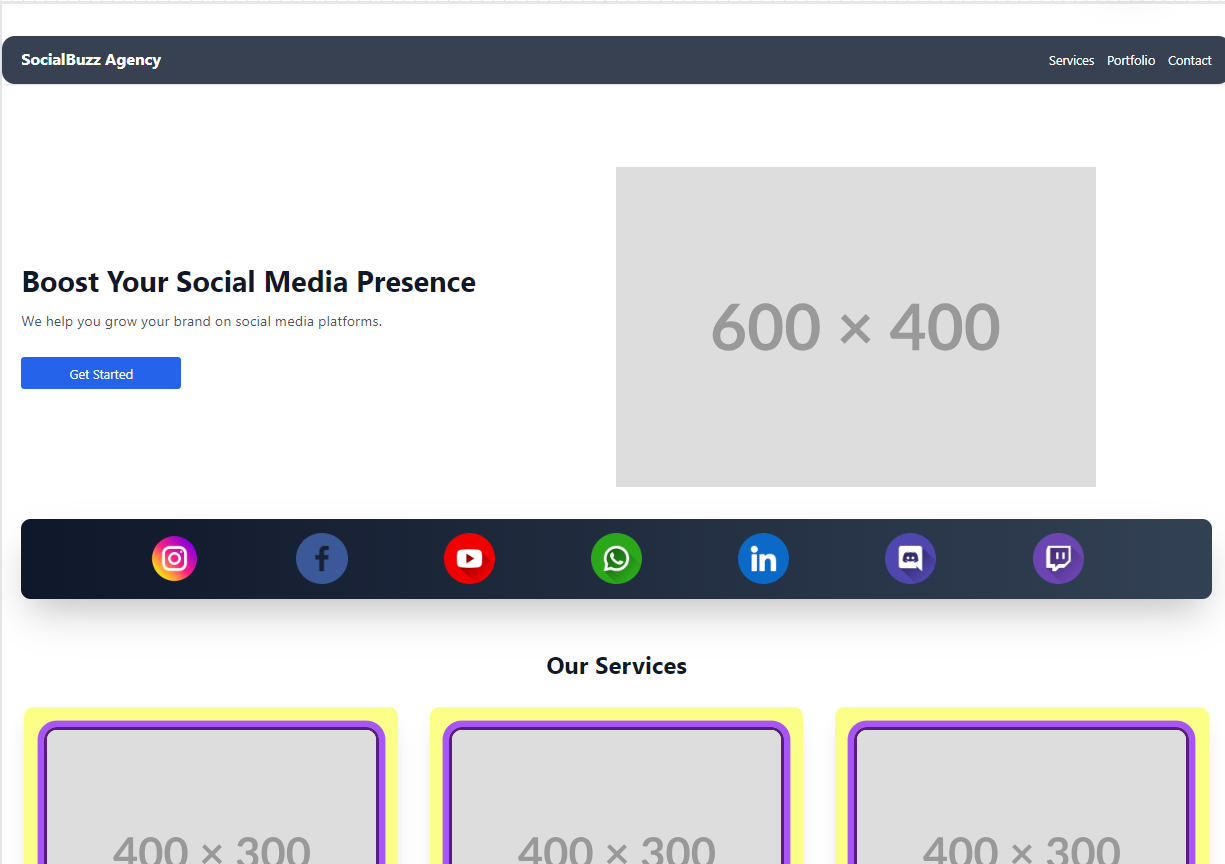 SocialBuzz Agency
Services Portfolio Contact
Boost Your Social Media Presence
We help you grow your brand on social media platforms.
Get Started
600 × 400
in
Our Services
400 × 300
400 × 300
400 × 300